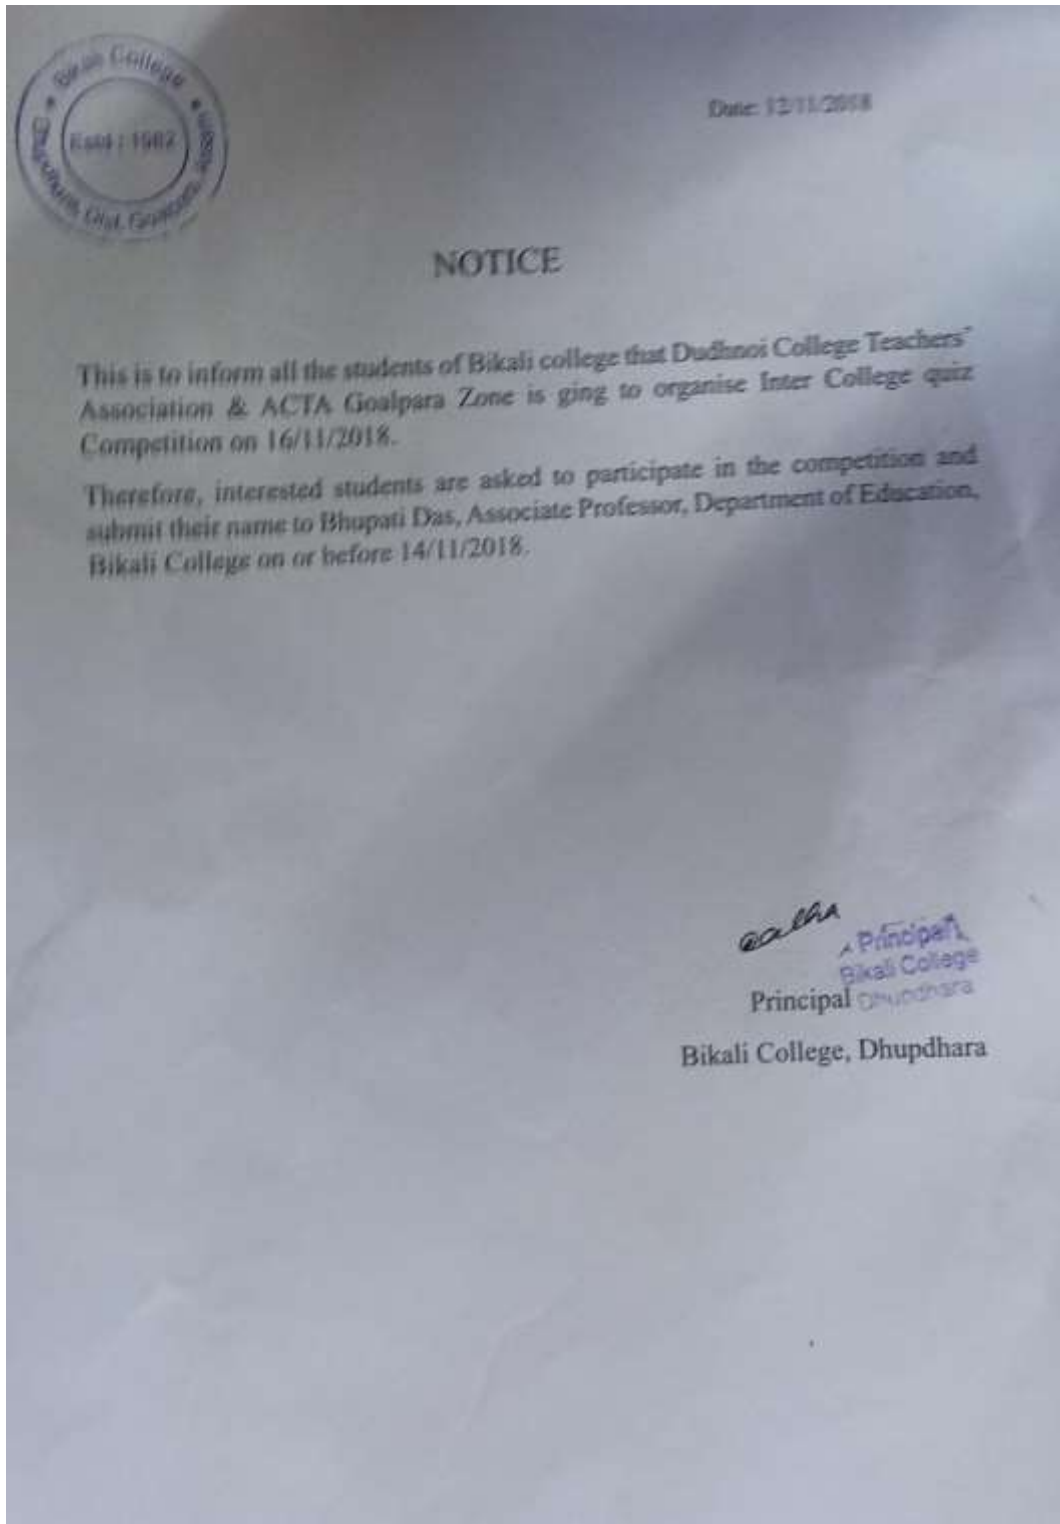 Bikali College
Estd : 1982
Dhupdhara, Dist. Goalpara
Date: 12/11/2018
NOTICE
This is to inform all the students of Bikali college that Dudhnoi College Teachers'
Association & ACTA Goalpara Zone is ging to organise Inter College quiz
Competition on 16/11/2018.
Therefore, interested students are asked to participate in the competition and
submit their name to Bhupati Das, Associate Professor, Department of Education,
Bikali College on or before 14/11/2018.
Principal
Bikali College
Dhupdhara
Principal
Bikali College, Dhupdhara